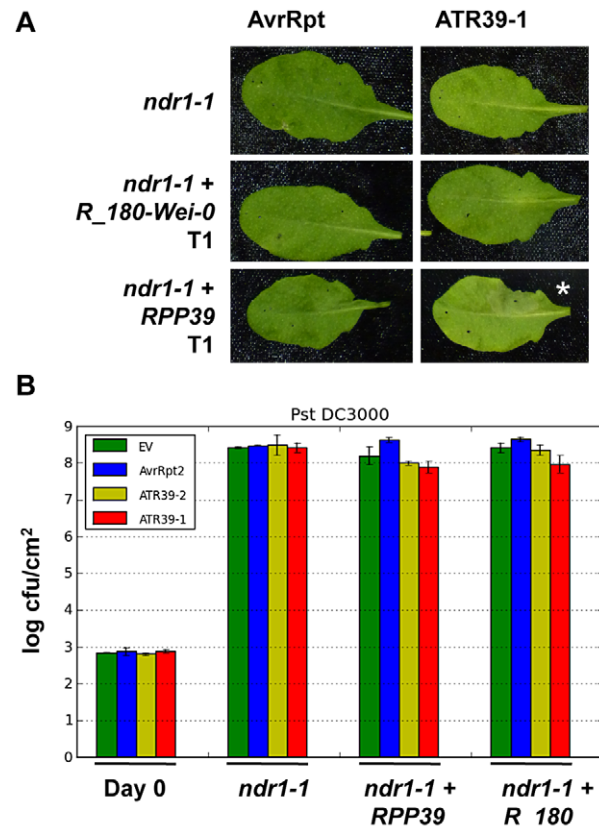 A
AvrRpt ATR39-1
ndr1-1
ndr1-1 +
R_180-Wei-0
T1
ndr1-1 +
RPP39
T1
*
B
Pst DC3000
EV
AvrRpt2
ATR39-2
ATR39-1
log cfu/cm²
9
8
7
6
5
4
3
2
1
0
Day 0 ndr1-1 ndr1-1 + ndr1-1 +
RPP39 R_180